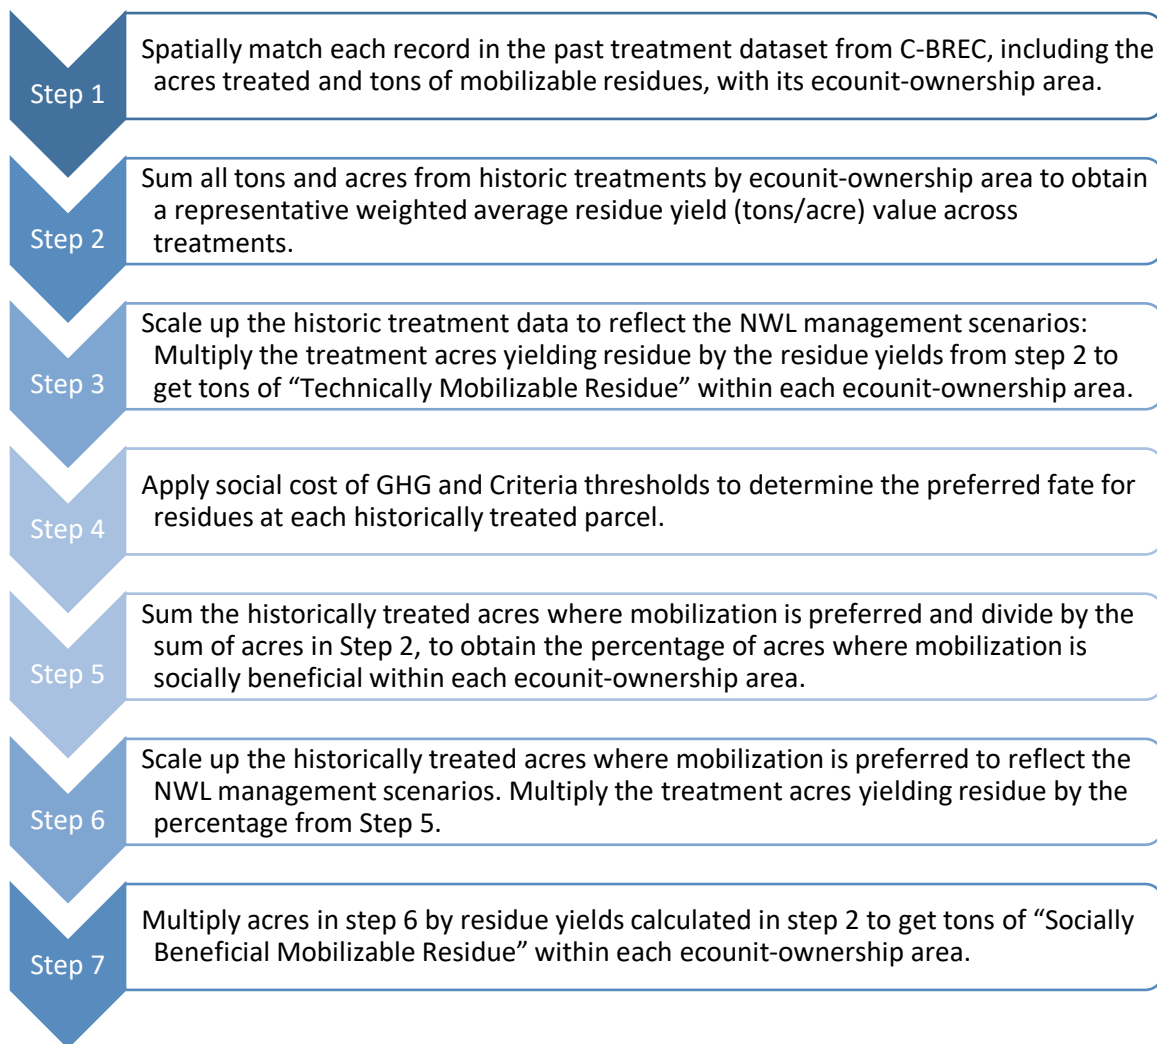 Step 1
Spatially match each record in the past treatment dataset from C-BREC, including the
acres treated and tons of mobilizable residues, with its ecounit-ownership area.
Step 2
Sum all tons and acres from historic treatments by ecounit-ownership area to obtain
a representative weighted average residue yield (tons/acre) value across
treatments.
Step 3
Scale up the historic treatment data to reflect the NWL management scenarios:
Multiply the treatment acres yielding residue by the residue yields from step 2 to
get tons of “Technically Mobilizable Residue” within each ecounit-ownership area.
Step 4
Apply social cost of GHG and Criteria thresholds to determine the preferred fate for
residues at each historically treated parcel.
Step 5
Sum the historically treated acres where mobilization is preferred and divide by the
sum of acres in Step 2, to obtain the percentage of acres where mobilization is
socially beneficial within each ecounit-ownership area.
Step 6
Scale up the historically treated acres where mobilization is preferred to reflect the
NWL management scenarios. Multiply the treatment acres yielding residue by the
percentage from Step 5.
Step 7
Multiply acres in step 6 by residue yields calculated in step 2 to get tons of “Socially
Beneficial Mobilizable Residue” within each ecounit-ownership area.